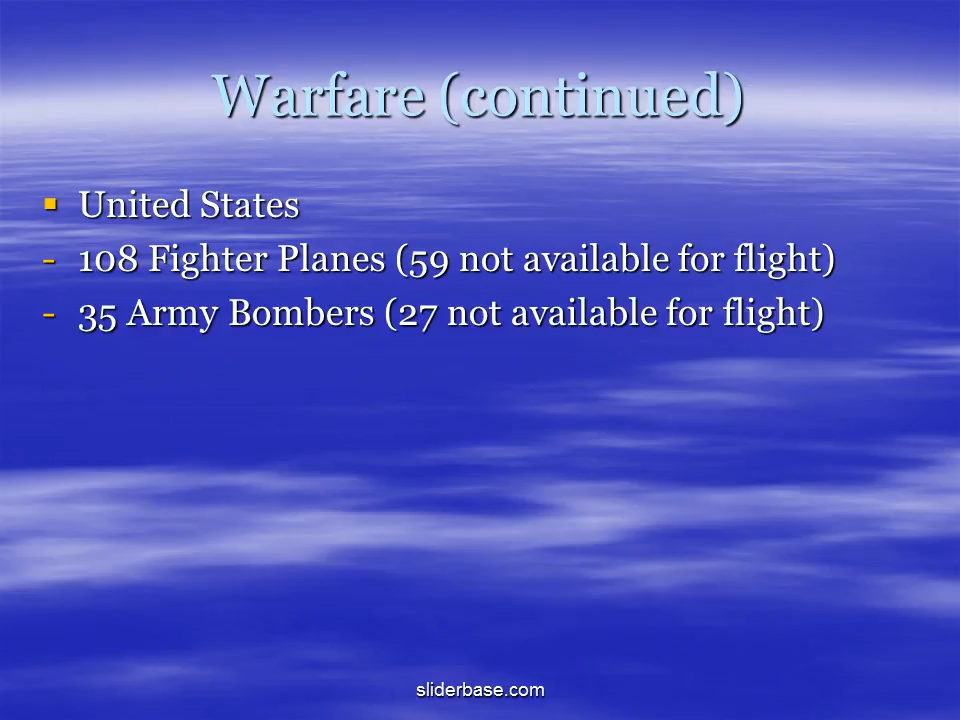 Warfare (continued)
▪ United States
- 108 Fighter Planes (59 not available for flight)
- 35 Army Bombers (27 not available for flight)
sliderbase.com